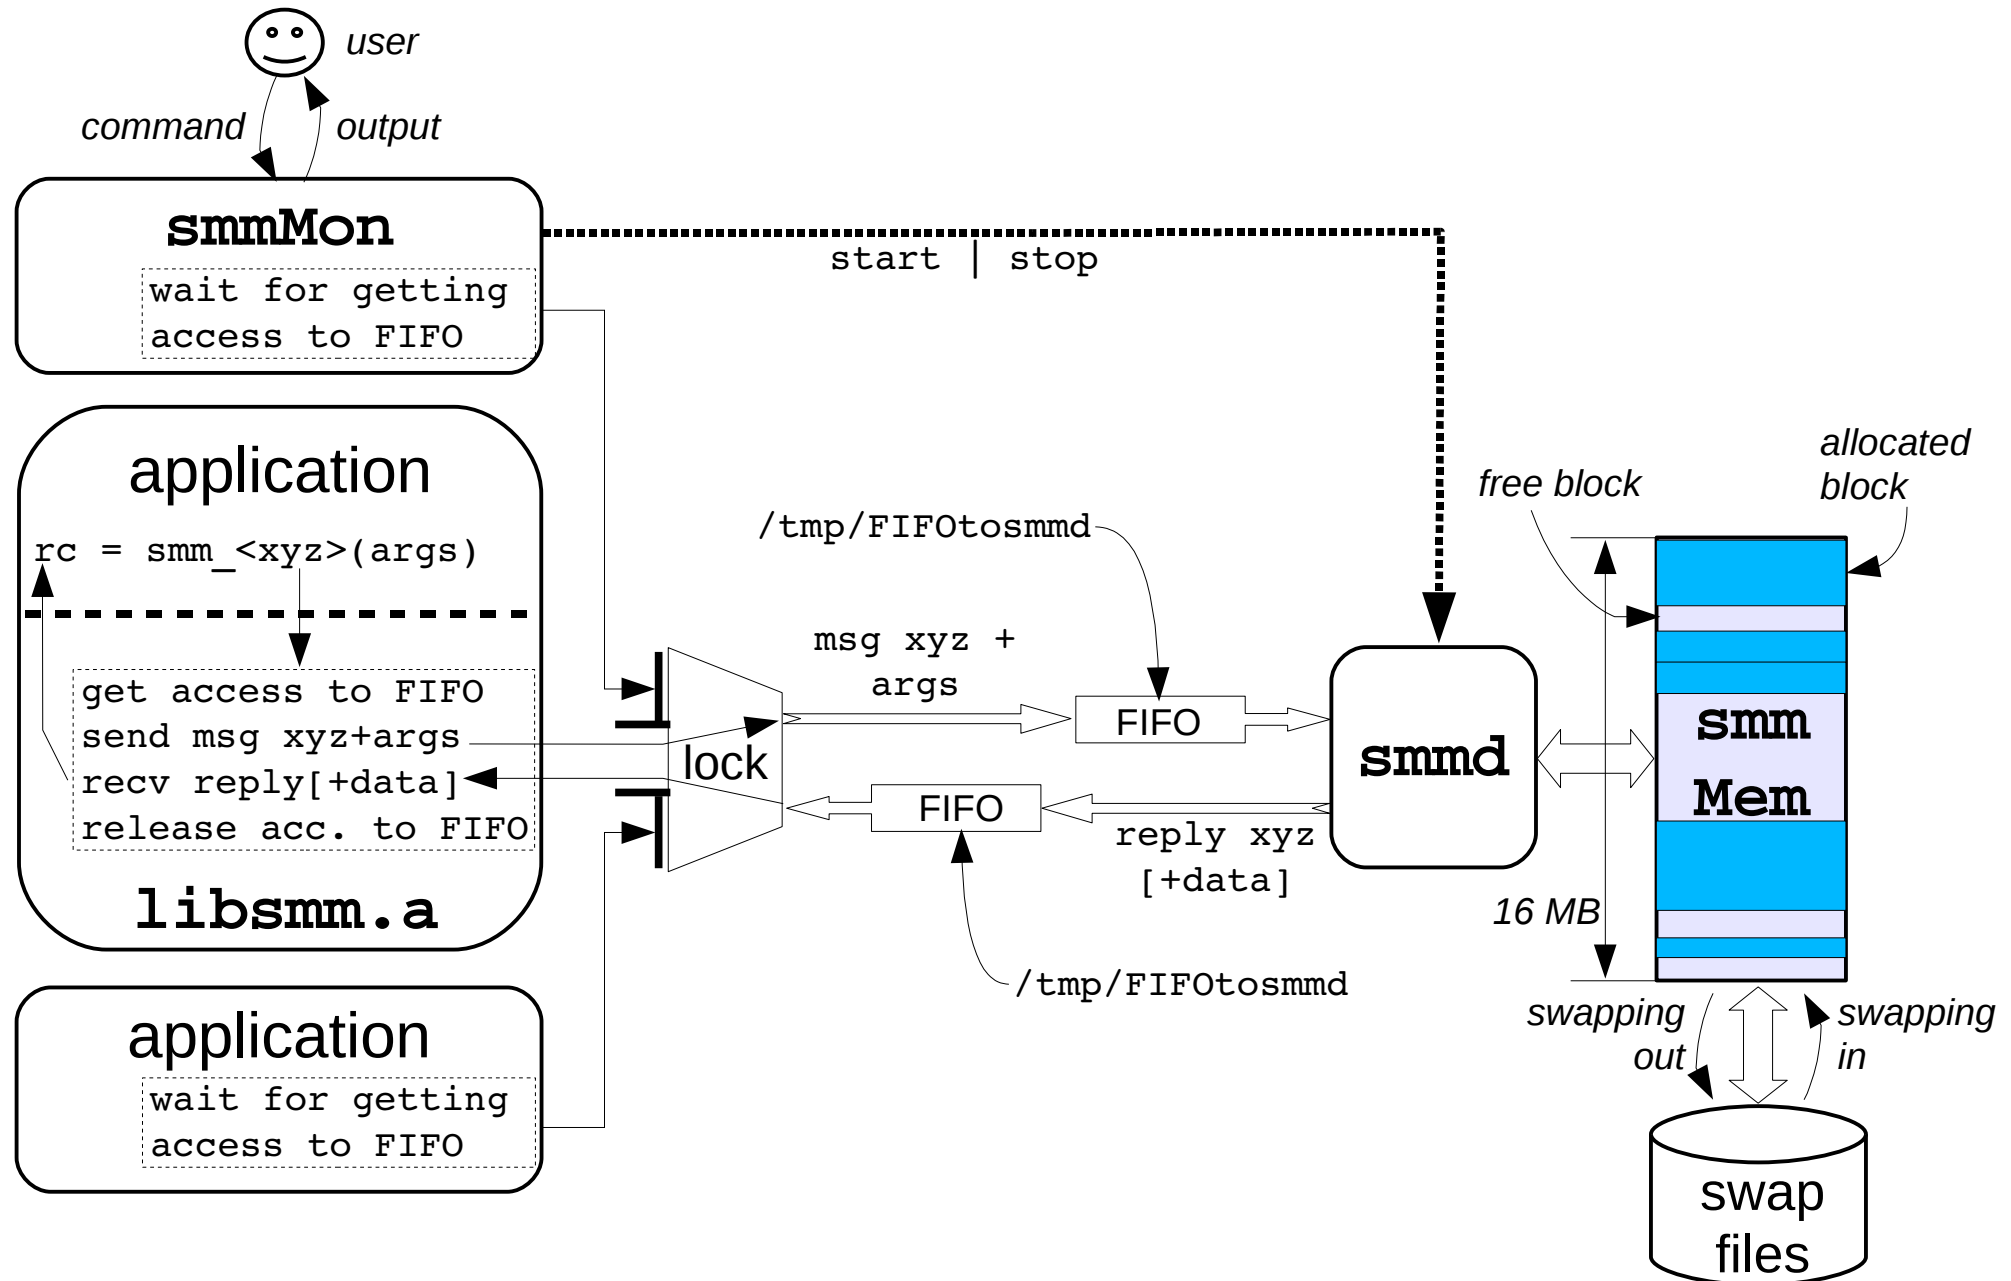 user
command
output
smmMon
wait for getting
access to FIFO
start | stop
application
rc = smm_<xyz>(args)
get access to FIFO
send msg xyz+args
recv reply[+data]
release acc. to FIFO
libsmm.a
application
wait for getting
access to FIFO
lock
/tmp/FIFOtosmmd
msg xyz +
args
FIFO
FIFO
reply xyz
[+data]
/tmp/FIFOtosmmd
smmd
free block
allocated
block
smm
Mem
16 MB
swapping
out
swapping
in
swap
files